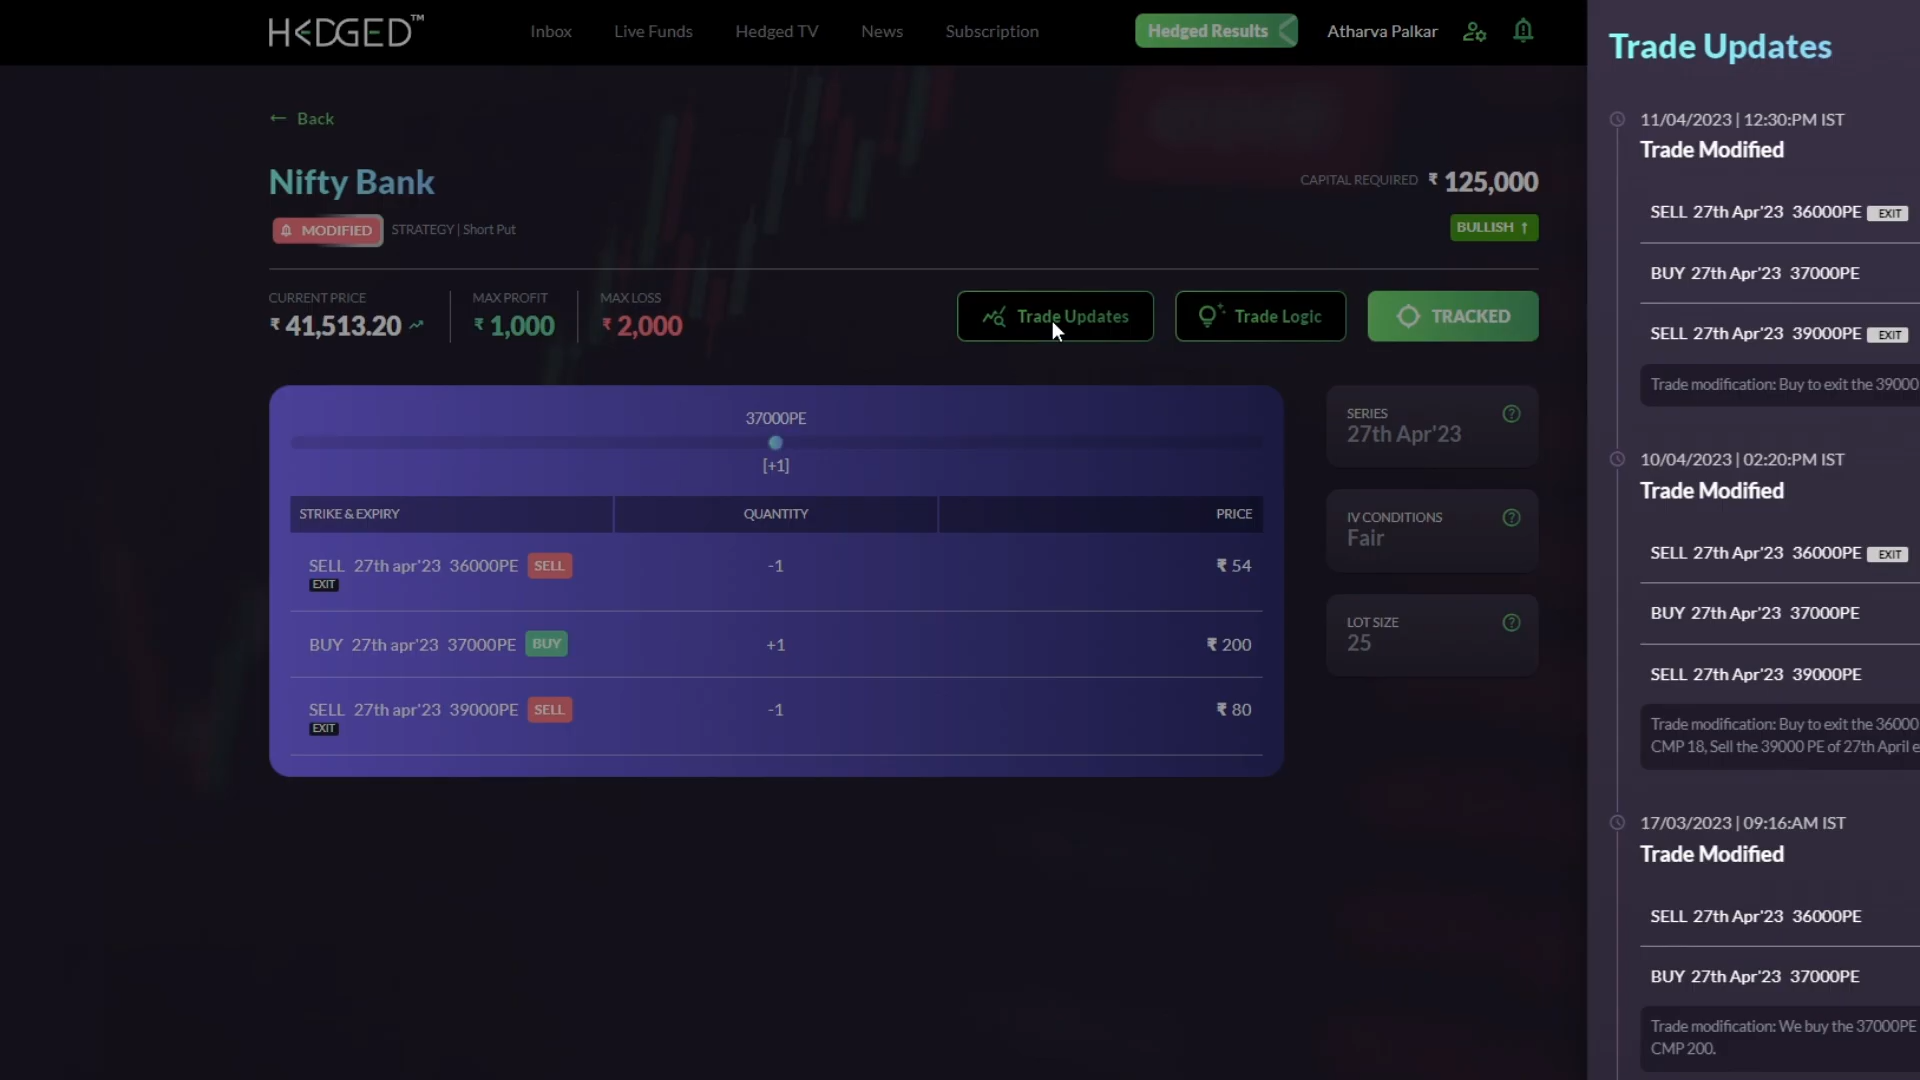 HEDGED™
Inbox
Live Funds
Hedged TV
News
Subscription
Hedged Results
Atharva Palkar
← Back
Nifty Bank
MODIFIED
STRATEGY | Short Put
CAPITAL REQUIRED ₹ 125,000
BULLISH ↑
CURRENT PRICE
₹ 41,513.20
MAX PROFIT
₹ 1,000
MAX LOSS
₹ 2,000
Trade Updates
Trade Logic
TRACKED
37000PE
[+1]
STRIKE & EXPIRY QUANTITY PRICE
SELL 27th apr'23 36000PE SELL -1 ₹ 54
EXIT
BUY 27th apr'23 37000PE BUY +1 ₹ 200
SELL 27th apr'23 39000PE SELL -1 ₹ 80
EXIT
SERIES
27th Apr'23
IV CONDITIONS
Fair
LOT SIZE
25
Trade Updates
11/04/2023 | 12:30:PM IST
Trade Modified
SELL 27th Apr'23 36000PE EXIT
BUY 27th Apr'23 37000PE
SELL 27th Apr'23 39000PE EXIT
Trade modification: Buy to exit the 39000
10/04/2023 | 02:20:PM IST
Trade Modified
SELL 27th Apr'23 36000PE EXIT
BUY 27th Apr'23 37000PE
SELL 27th Apr'23 39000PE
Trade modification: Buy to exit the 36000
CMP 18, Sell the 39000 PE of 27th April e
17/03/2023 | 09:16:AM IST
Trade Modified
SELL 27th Apr'23 36000PE
BUY 27th Apr'23 37000PE
Trade modification: We buy the 37000PE
CMP 200.